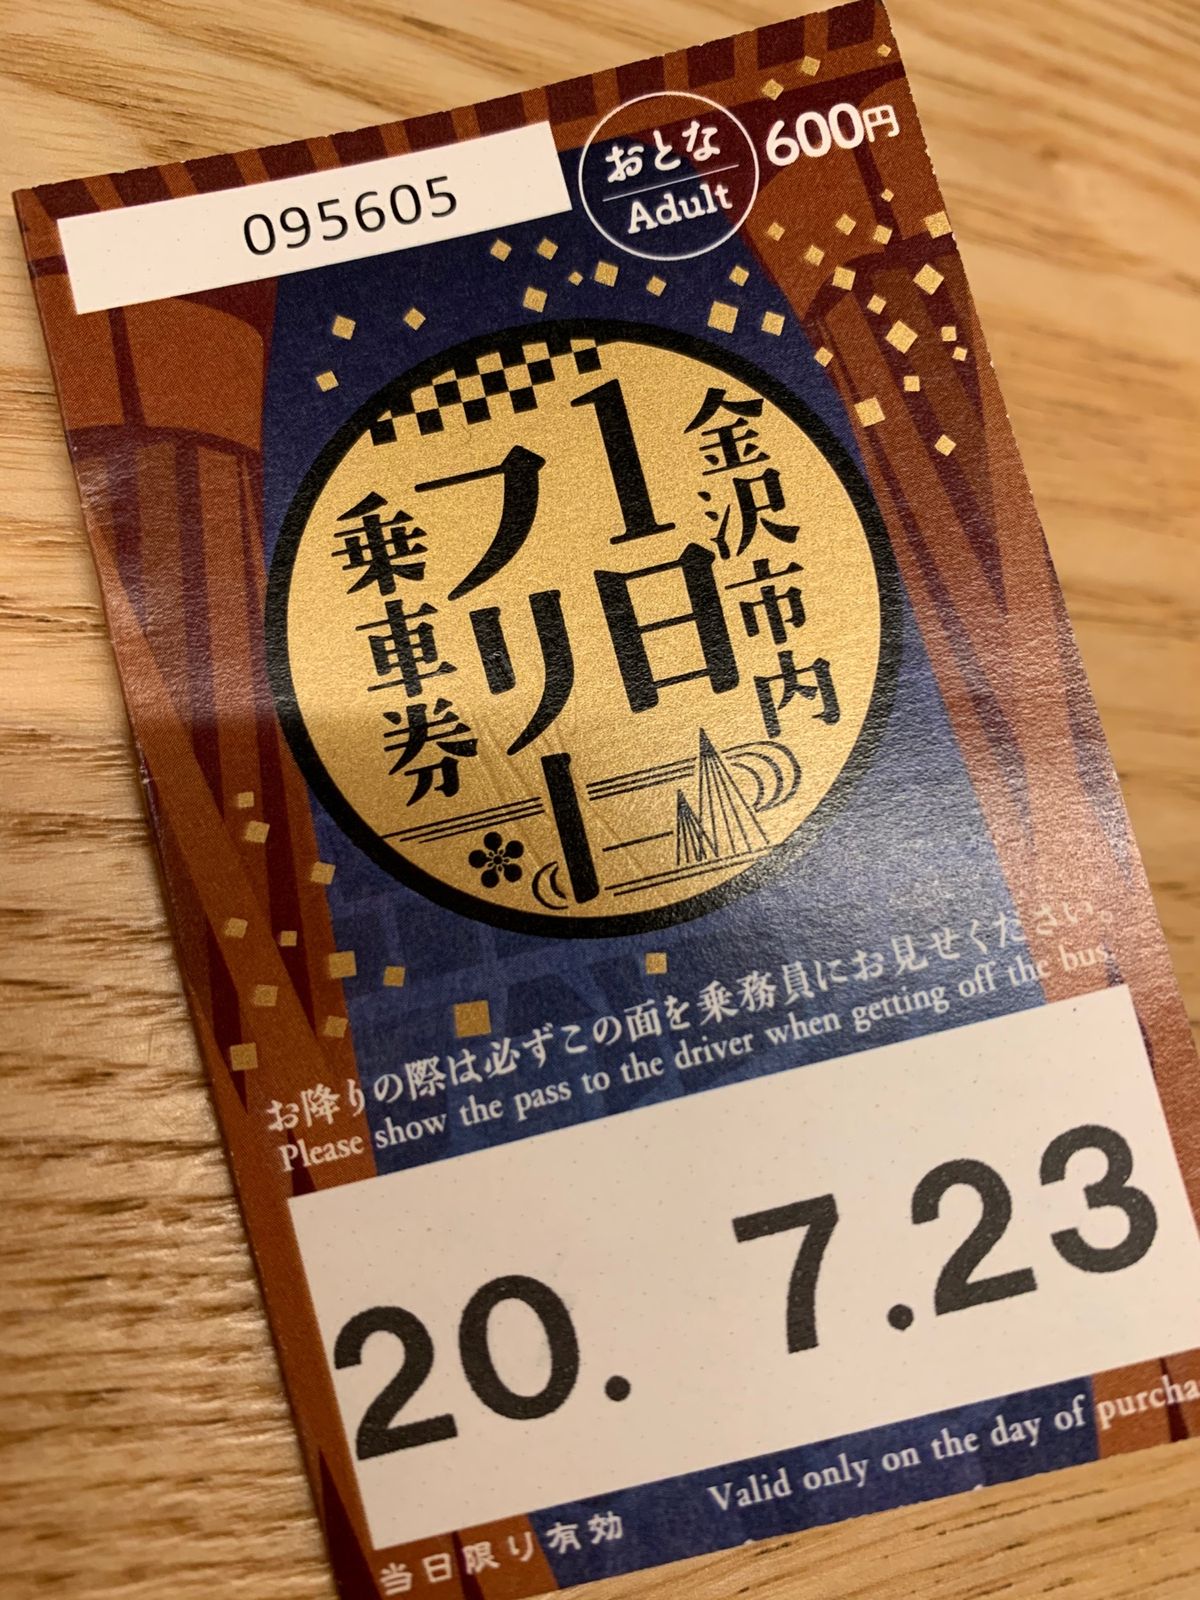 095605
おとな
Adult
600円
金沢市内
1日
フリー
乗車券
お降りの際は必ずこの面を乗務員にお見せください。
Please show the pass to the driver when getting off the bus.
20. 7.23
Valid only on the day of purcha
当日限り有効